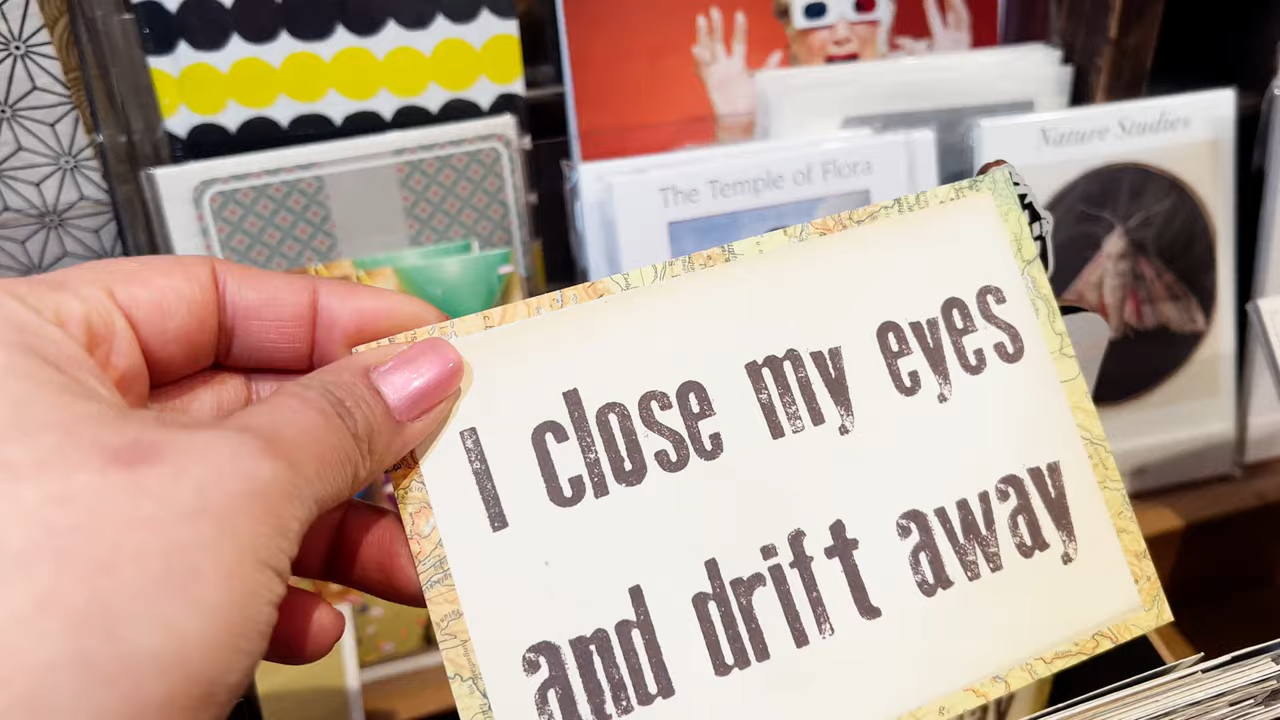 Nature Studies
The Temple of Flora
I close my eyes
and drift away